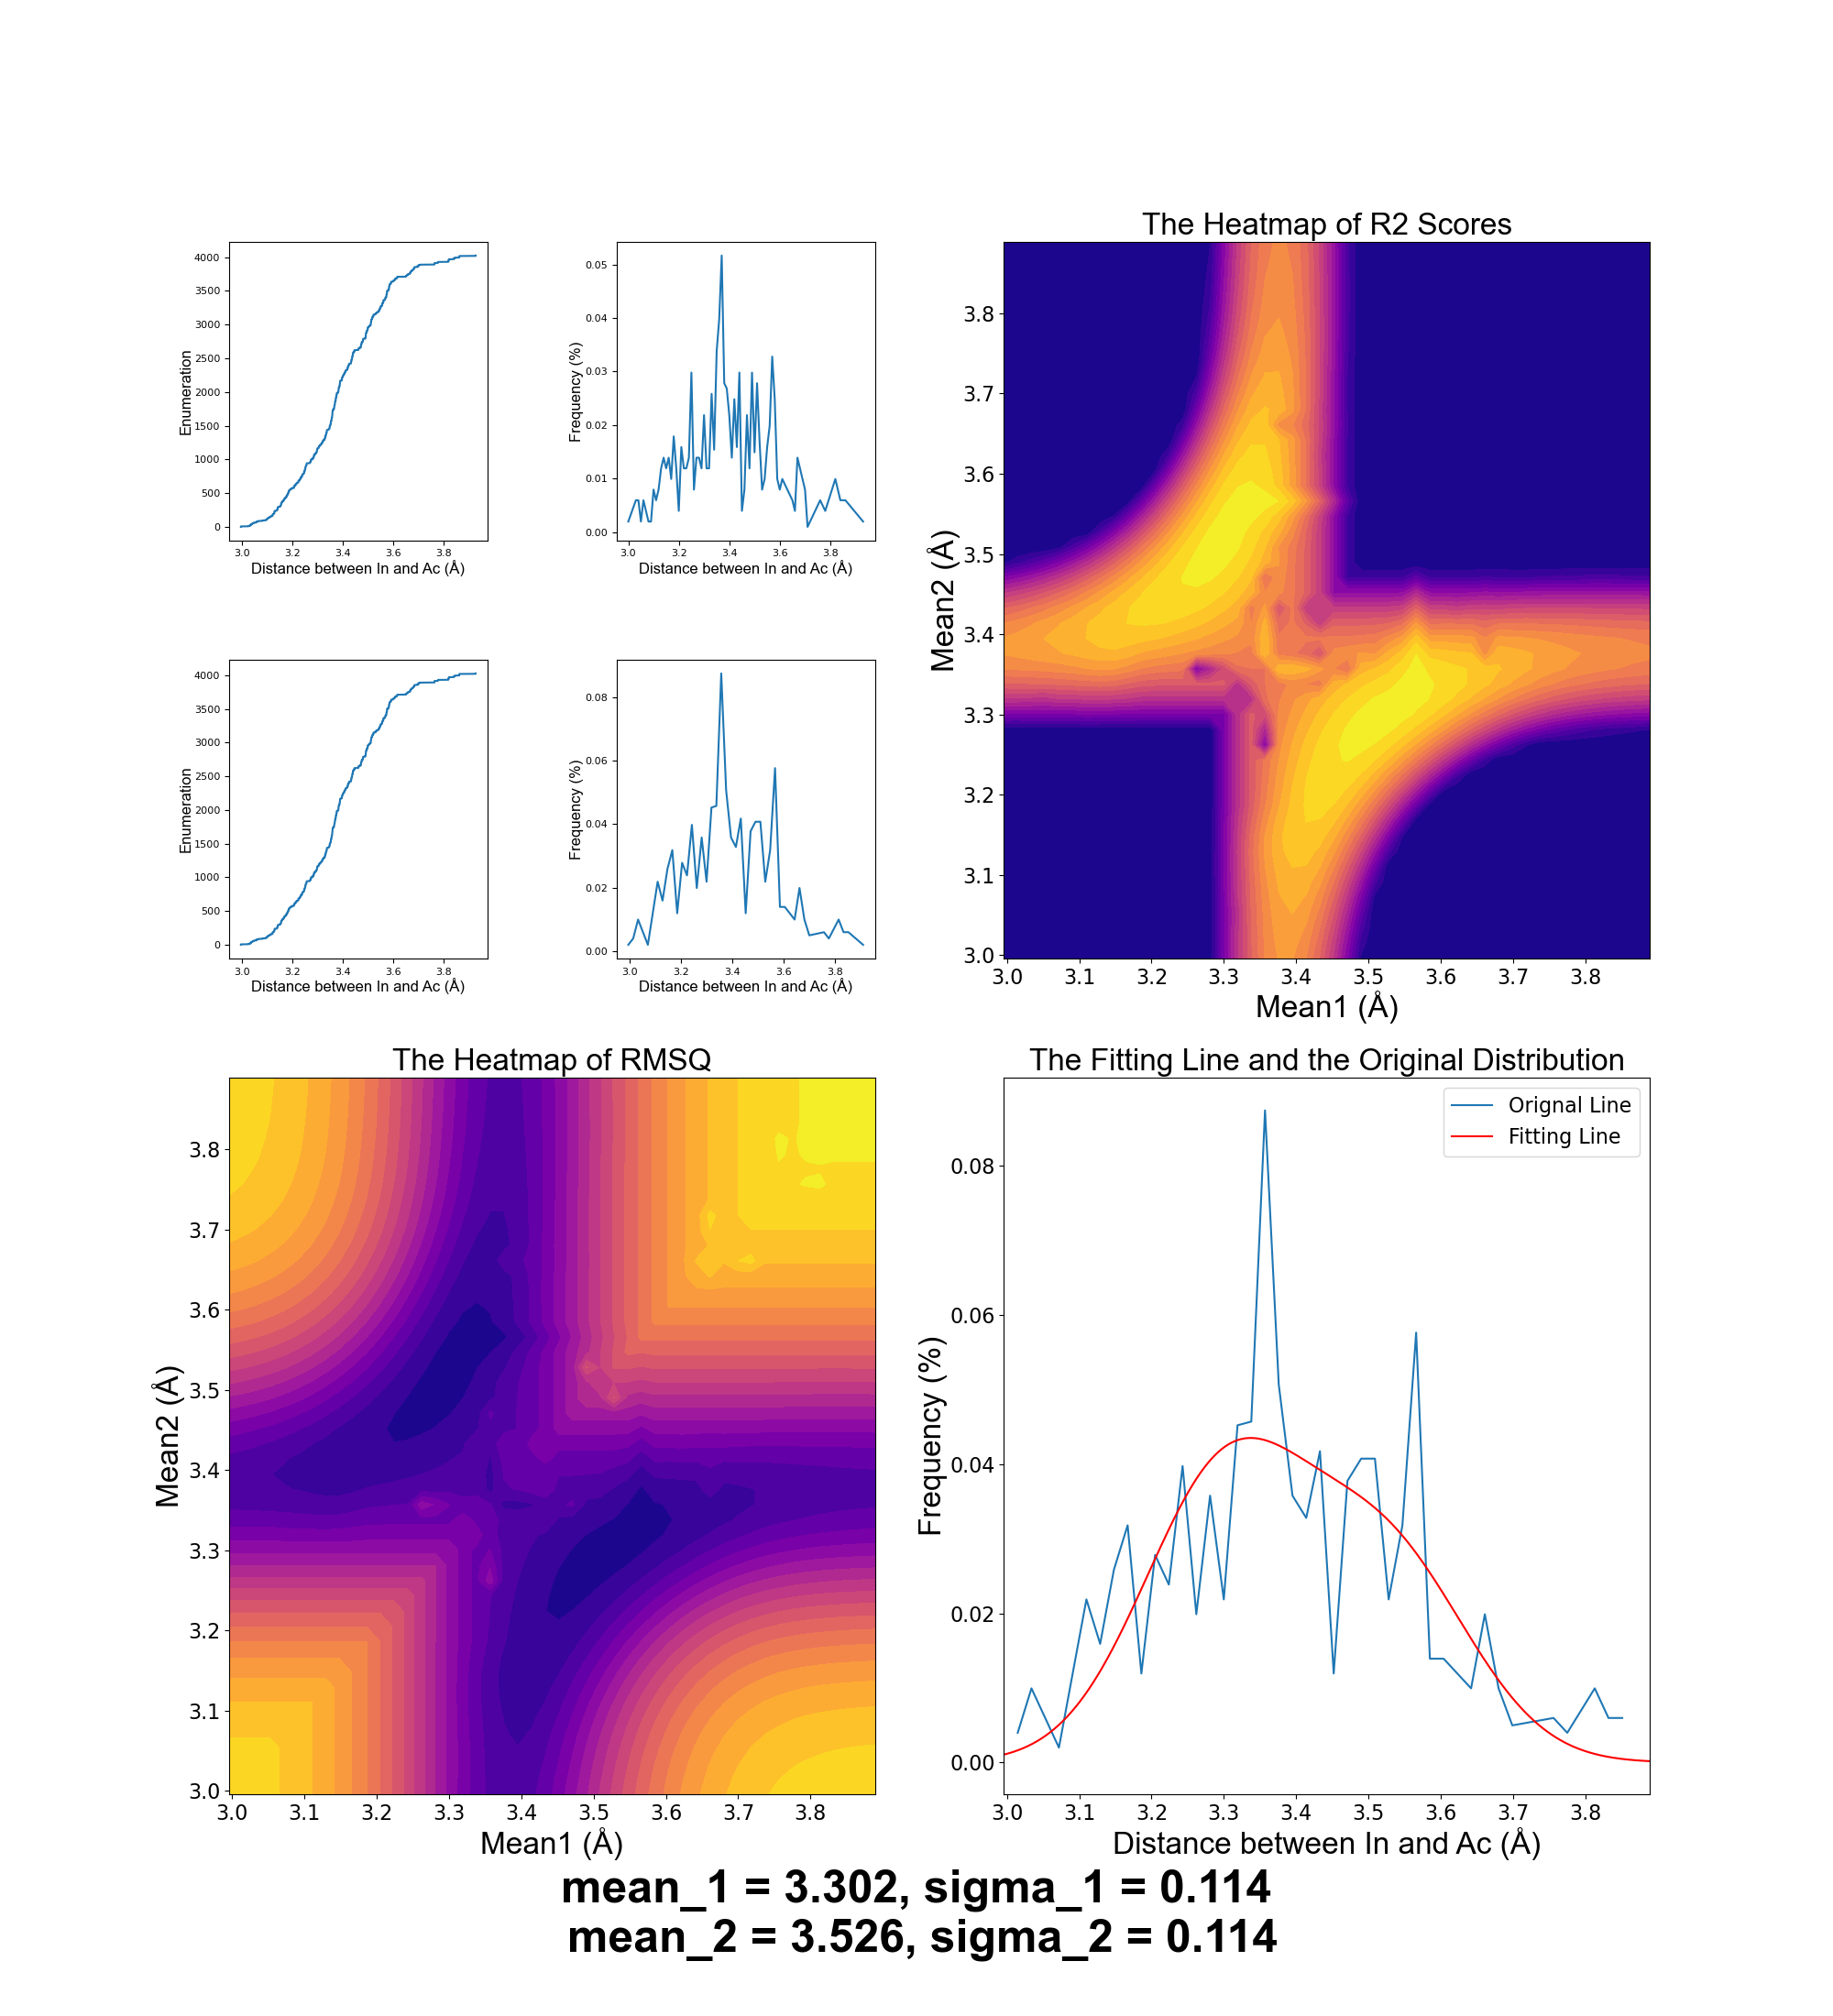 The Heatmap of R2 Scores
4000
3500
3000
2500
2000
1500
1000
500
0
Enumeration
3.0 3.2 3.4 3.6 3.8
Distance between In and Ac (Å)
0.05
0.04
0.03
0.02
0.01
0.00
Frequency (%)
3.0 3.2 3.4 3.6 3.8
Distance between In and Ac (Å)
4000
3500
3000
2500
2000
1500
1000
500
0
Enumeration
3.0 3.2 3.4 3.6 3.8
Distance between In and Ac (Å)
0.08
0.06
0.04
0.02
0.00
Frequency (%)
3.0 3.2 3.4 3.6 3.8
Distance between In and Ac (Å)
3.8
3.7
3.6
3.5
3.4
3.3
3.2
3.1
3.0
Mean2 (Å)
3.0 3.1 3.2 3.3 3.4 3.5 3.6 3.7 3.8
Mean1 (Å)
The Heatmap of RMSQ
3.8
3.7
3.6
3.5
3.4
3.3
3.2
3.1
3.0
Mean2 (Å)
3.0 3.1 3.2 3.3 3.4 3.5 3.6 3.7 3.8
Mean1 (Å)
The Fitting Line and the Original Distribution
Orignal Line
Fitting Line
0.08
0.06
0.04
0.02
0.00
Frequency (%)
3.0 3.1 3.2 3.3 3.4 3.5 3.6 3.7 3.8
Distance between In and Ac (Å)
mean_1 = 3.302, sigma_1 = 0.114
mean_2 = 3.526, sigma_2 = 0.114